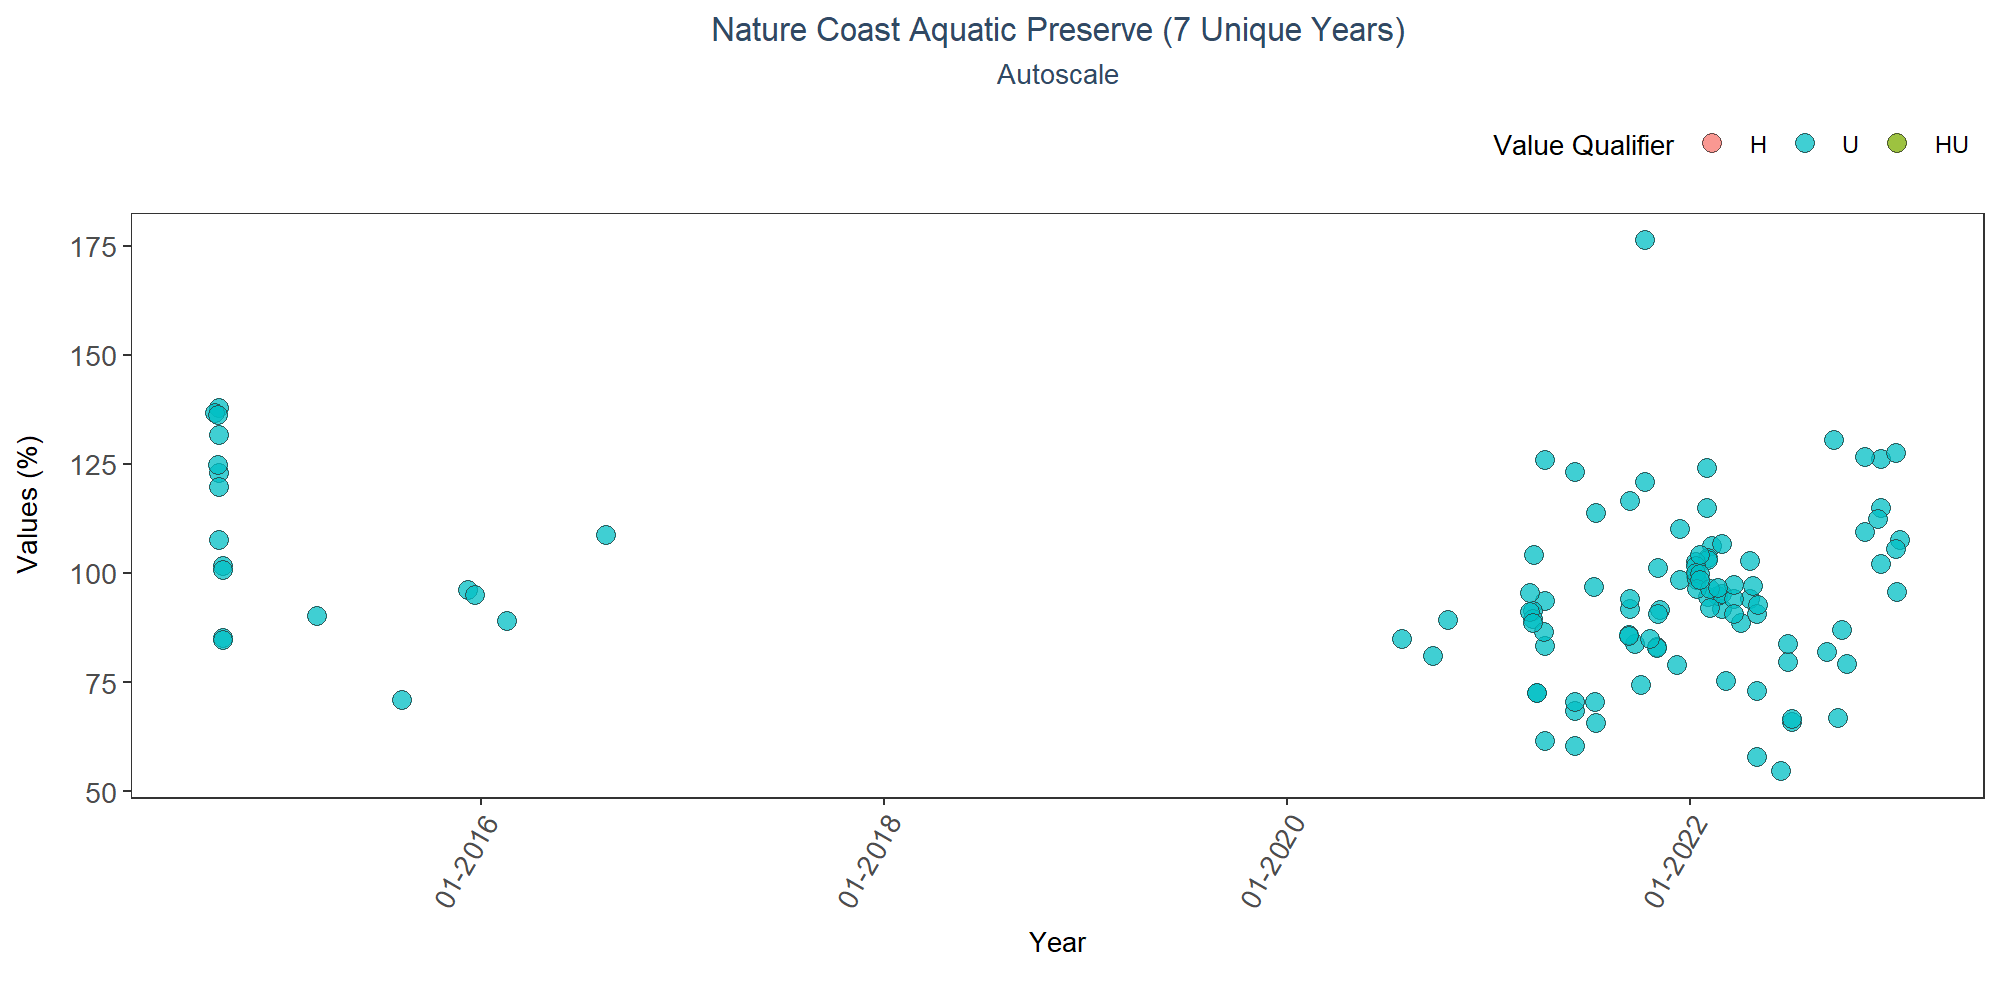 Nature Coast Aquatic Preserve (7 Unique Years)
Autoscale
Value Qualifier H U HU
175
150
125
100
75
50
Values (%)
01-2016
01-2018
01-2020
01-2022
Year